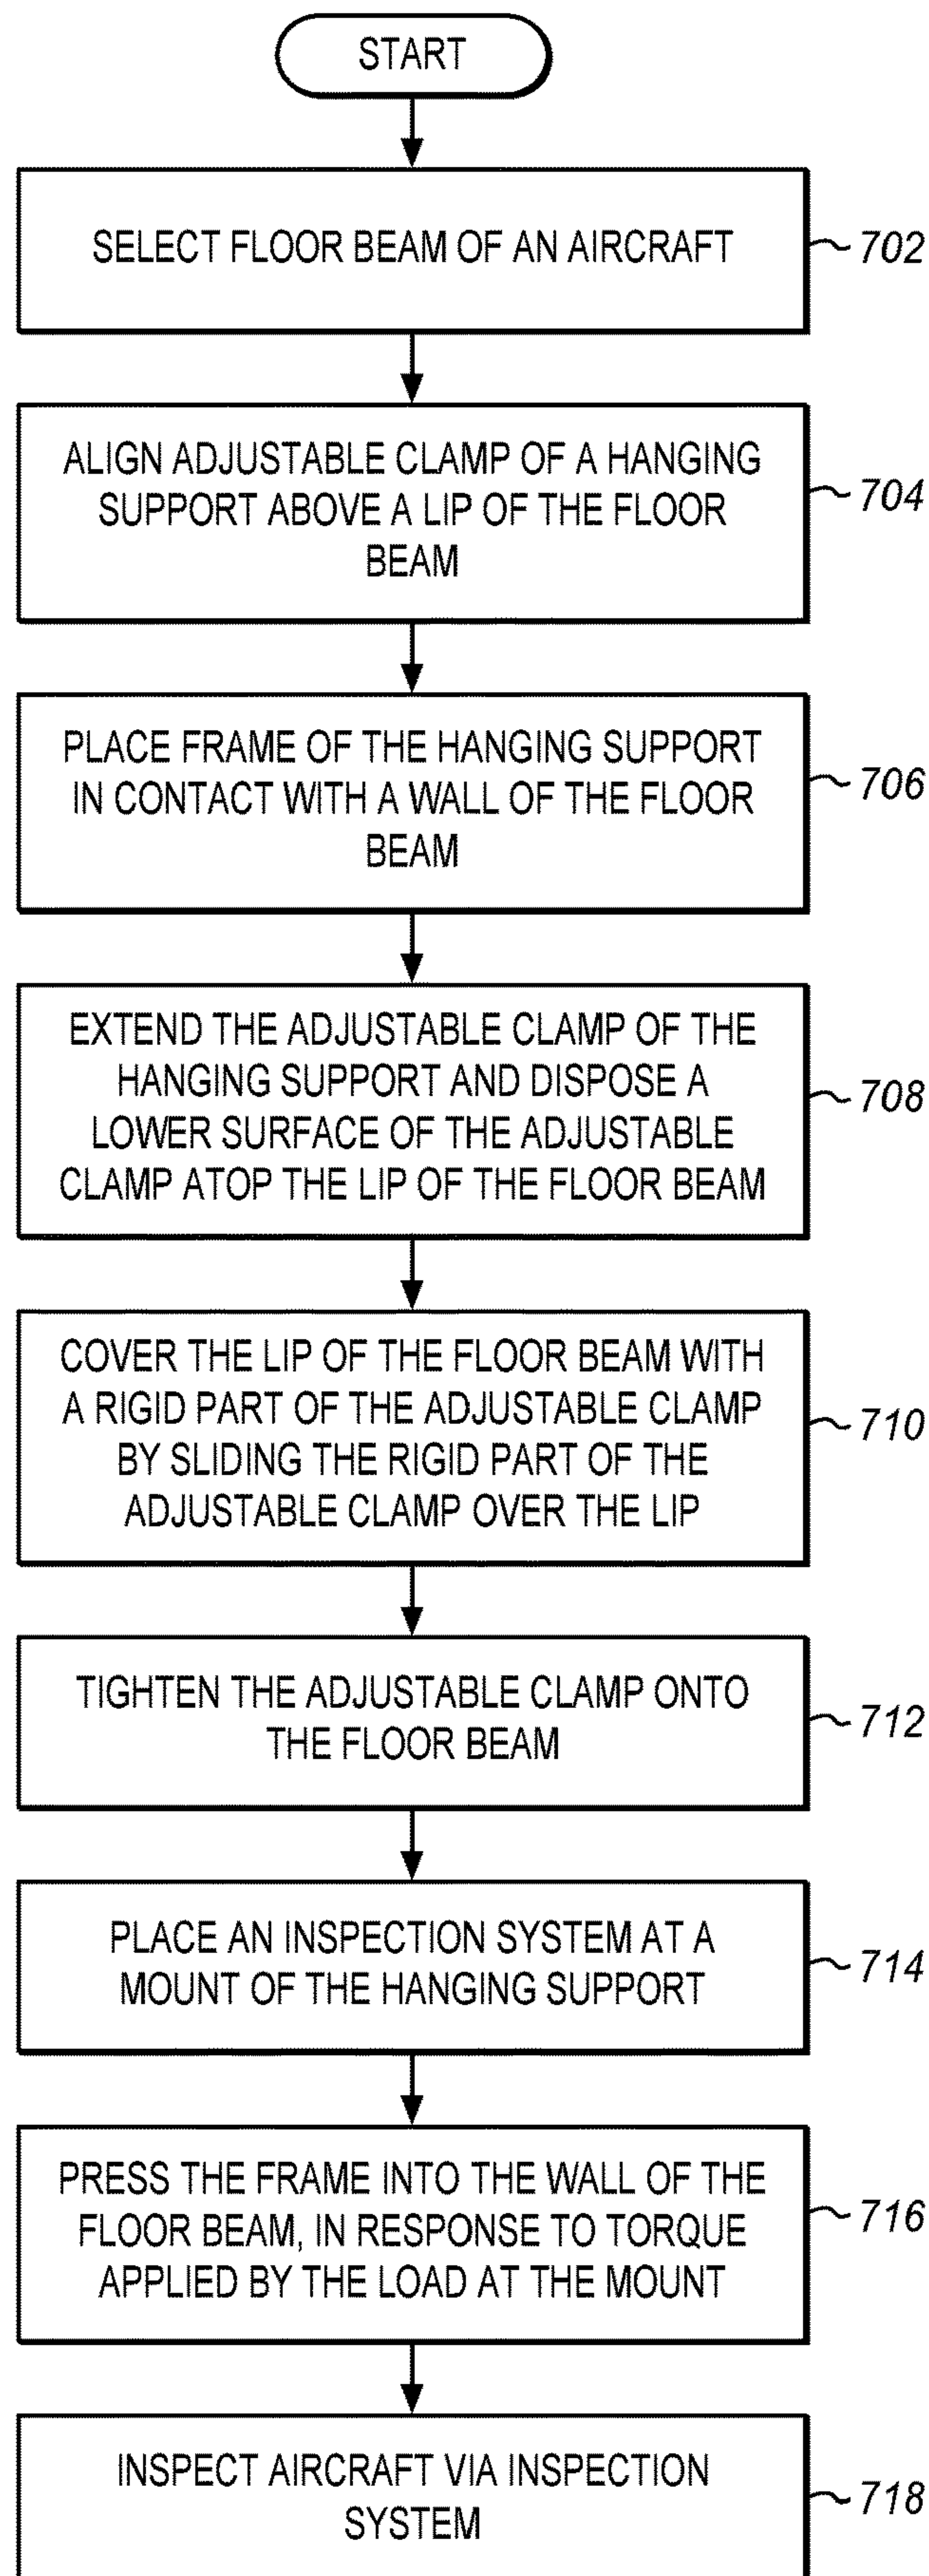 START
SELECT FLOOR BEAM OF AN AIRCRAFT
702
ALIGN ADJUSTABLE CLAMP OF A HANGING
SUPPORT ABOVE A LIP OF THE FLOOR
BEAM
704
PLACE FRAME OF THE HANGING SUPPORT
IN CONTACT WITH A WALL OF THE FLOOR
BEAM
706
EXTEND THE ADJUSTABLE CLAMP OF THE
HANGING SUPPORT AND DISPOSE A
LOWER SURFACE OF THE ADJUSTABLE
CLAMP ATOP THE LIP OF THE FLOOR BEAM
708
COVER THE LIP OF THE FLOOR BEAM WITH
A RIGID PART OF THE ADJUSTABLE CLAMP
BY SLIDING THE RIGID PART OF THE
ADJUSTABLE CLAMP OVER THE LIP
710
TIGHTEN THE ADJUSTABLE CLAMP ONTO
THE FLOOR BEAM
712
PLACE AN INSPECTION SYSTEM AT A
MOUNT OF THE HANGING SUPPORT
714
PRESS THE FRAME INTO THE WALL OF THE
FLOOR BEAM, IN RESPONSE TO TORQUE
APPLIED BY THE LOAD AT THE MOUNT
716
INSPECT AIRCRAFT VIA INSPECTION
SYSTEM
718